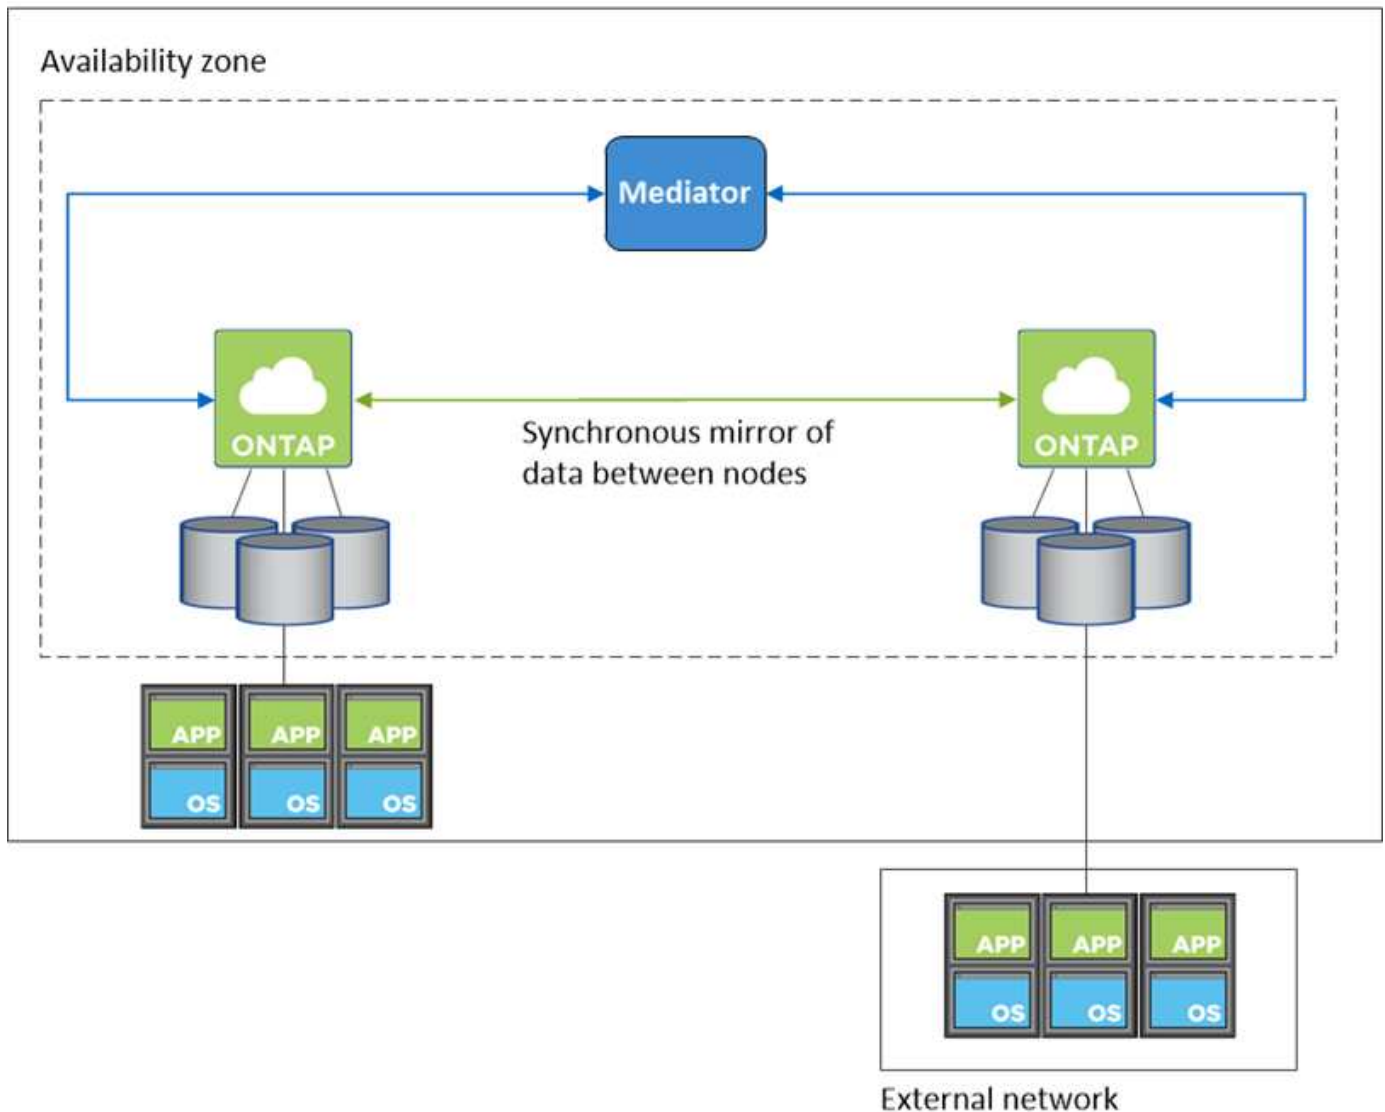 Availability zone
Mediator
ONTAP
ONTAP
Synchronous mirror of
data between nodes
APP APP APP
OS OS OS
APP APP APP
OS OS OS
External network